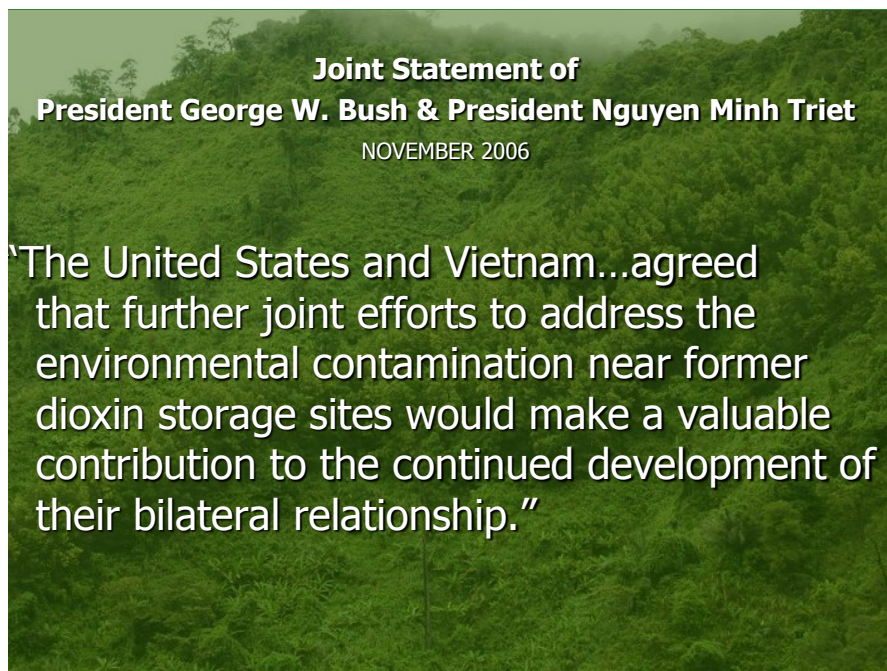 Joint Statement of
President George W. Bush & President Nguyen Minh Triet
NOVEMBER 2006
“The United States and Vietnam…agreed
that further joint efforts to address the
environmental contamination near former
dioxin storage sites would make a valuable
contribution to the continued development of
their bilateral relationship.”